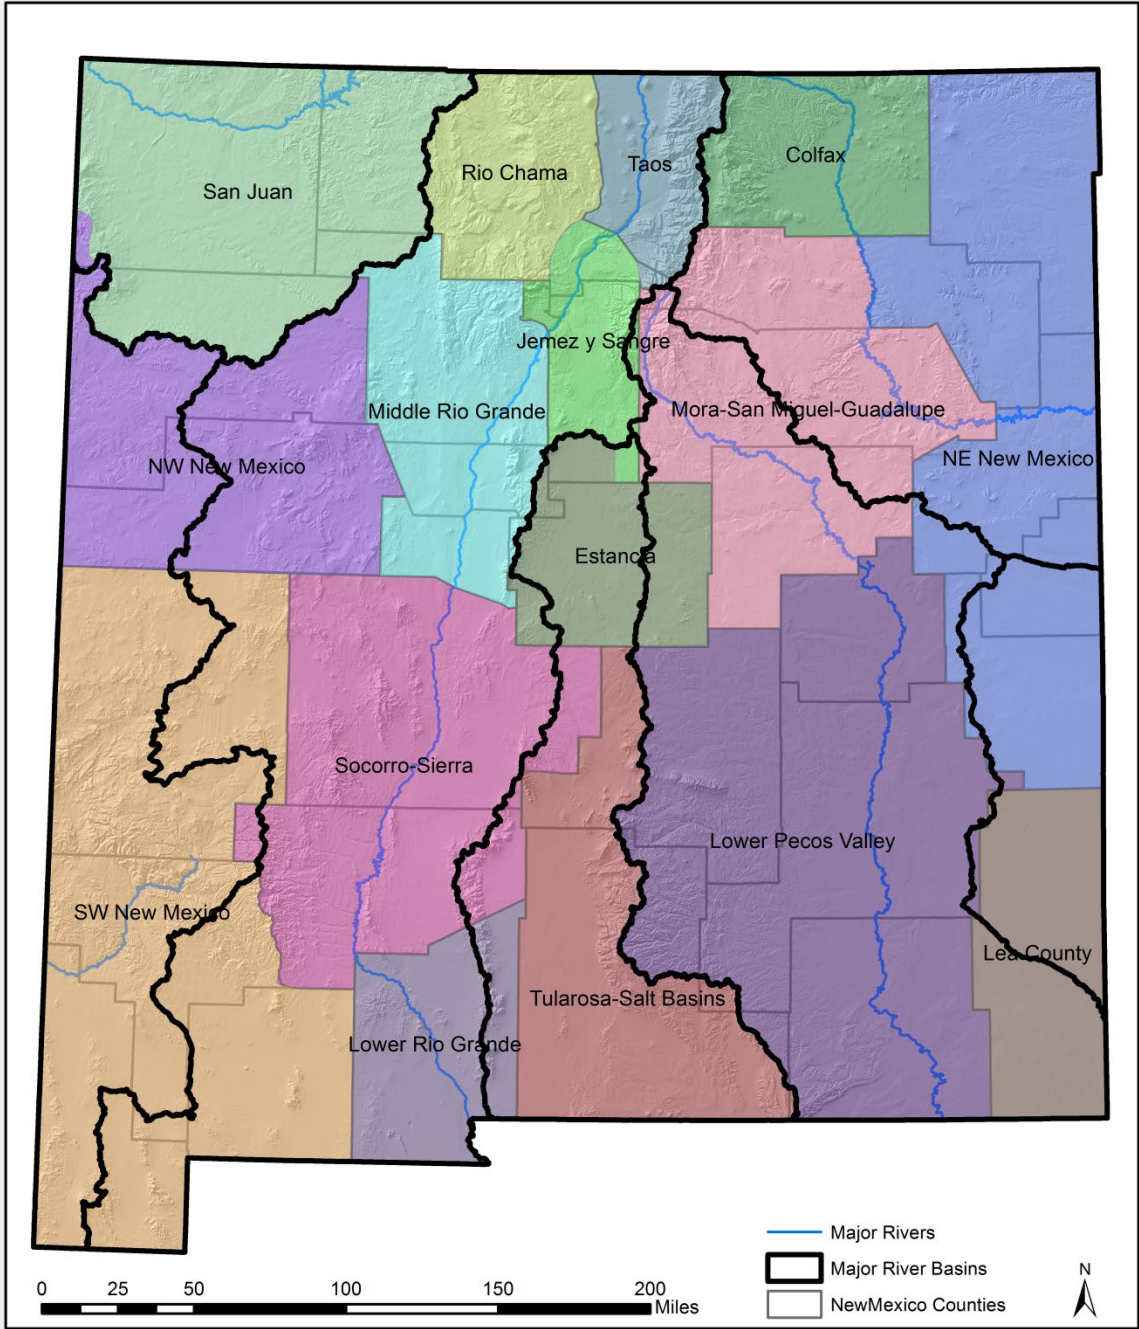 Rio Chama
Taos
Colfax
San Juan
Jemez y Sangre
Middle Rio Grande
Mora-San Miguel-Guadalupe
NW New Mexico
NE New Mexico
Estancia
Socorro-Sierra
Lower Pecos Valley
SW New Mexico
Lea County
Tularosa-Salt Basins
Lower Rio Grande
Major Rivers
Major River Basins
NewMexico Counties
N
0 25 50 100 150 200
Miles